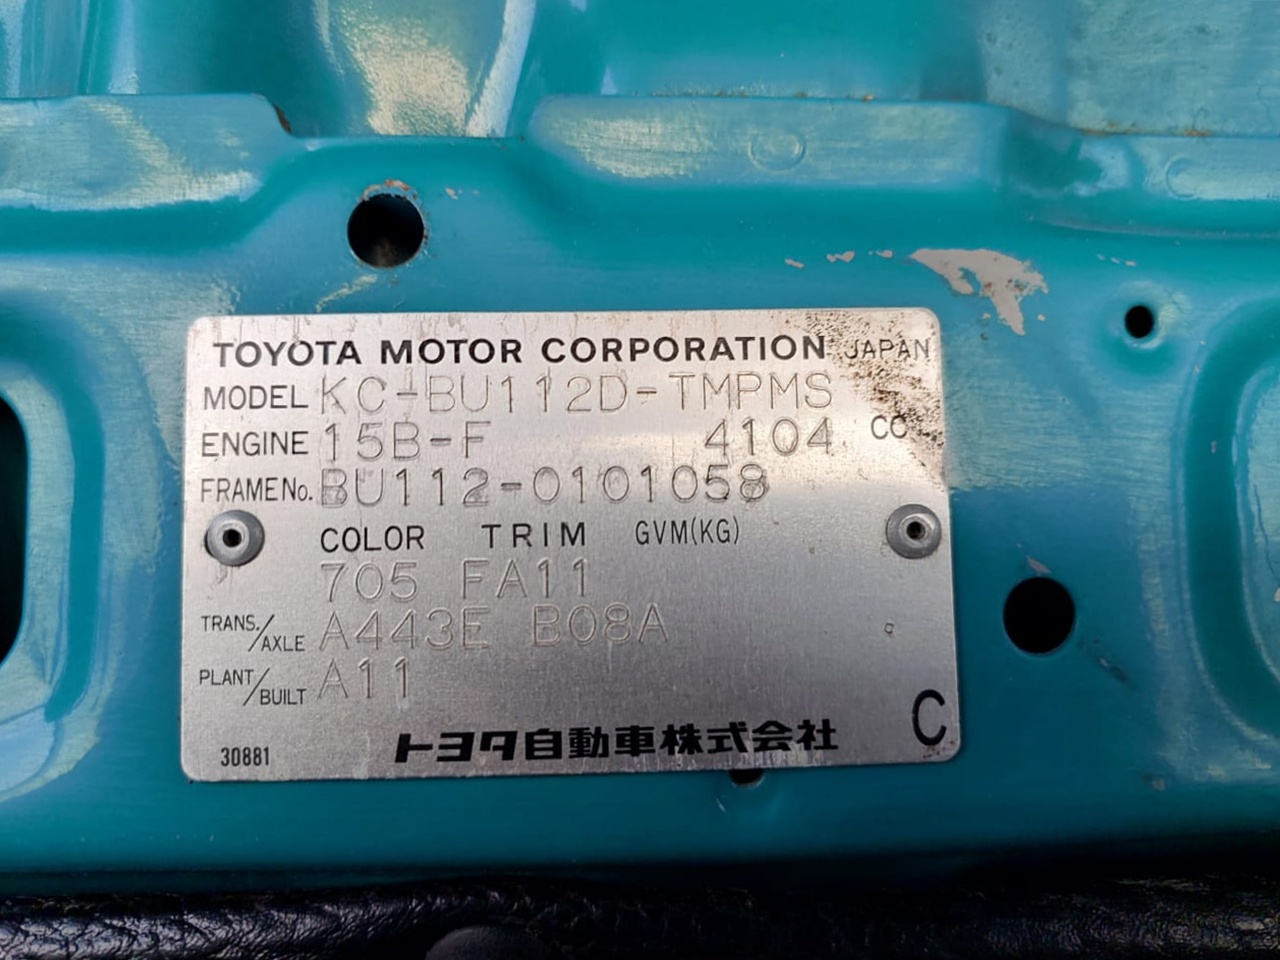 TOYOTA MOTOR CORPORATION JAPAN
MODEL KC-BU112D-TMPMS
ENGINE 15B-F 4104 CC
FRAME No. BU112-0101058
COLOR TRIM GVM(KG)
705 FA11
TRANS./AXLE A443E B08A
PLANT/BUILT A11
30881 トヨタ自動車株式会社 C